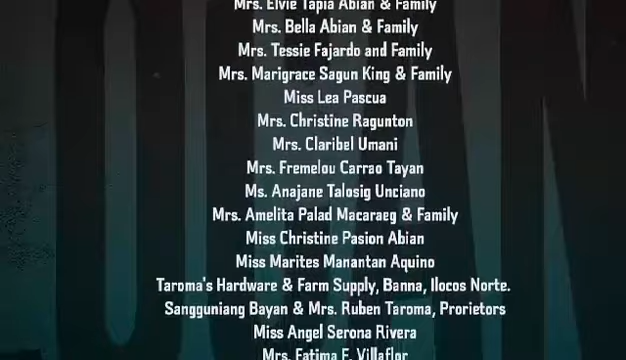 Mrs. Elvie Tapia Abian & Family
Mrs. Bella Abian & Family
Mrs. Tessie Fajardo and Family
Mrs. Marigrace Sagun King & Family
Miss Lea Pascua
Mrs. Christine Ragunton
Mrs. Claribel Umani
Mrs. Fremelou Carrao Tayan
Ms. Anajane Talosig Unciano
Mrs. Amelita Palad Macaraeg & Family
Miss Christine Pasion Abian
Miss Marites Manantan Aquino
Taroma's Hardware & Farm Supply, Banna, Ilocos Norte.
Sangguniang Bayan & Mrs. Ruben Taroma, Prorietors
Miss Angel Serona Rivera
Mrs. Fatima F. Villaflor